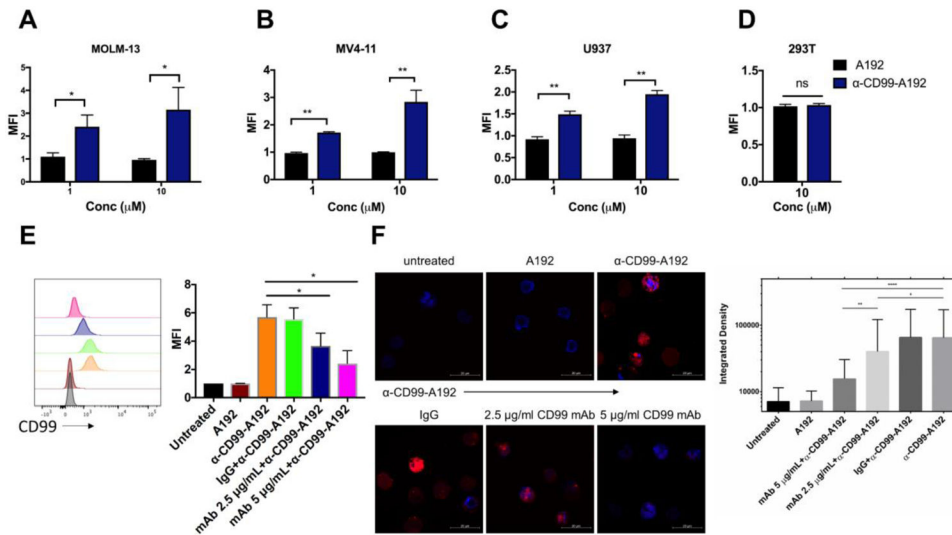 A
MOLM-13
MFI
5
4
3
2
1
0
*
*
1
10
Conc (μM)
B
MV4-11
MFI
4
3
2
1
0
**
**
1
10
Conc (μM)
C
U937
MFI
2.5
2.0
1.5
1.0
0.5
0.0
**
**
1
10
Conc (μM)
D
293T
MFI
1.5
1.0
0.5
0.0
ns
10
Conc (μM)
A192
α-CD99-A192
E
CD99
MFI
8
6
4
2
0
*
*
Untreated
A192
α-CD99-A192
IgG+α-CD99-A192
mAb 2.5 μg/mL+α-CD99-A192
mAb 5 μg/mL+α-CD99-A192
F
untreated
A192
α-CD99-A192
α-CD99-A192
IgG
2.5 μg/ml CD99 mAb
5 μg/ml CD99 mAb
Integrated Density
100000
10000
****
**
*
Untreated
A192
mAb 5 μg/mL+α-CD99-A192
mAb 2.5 μg/mL+α-CD99-A192
IgG+α-CD99-A192
α-CD99-A192